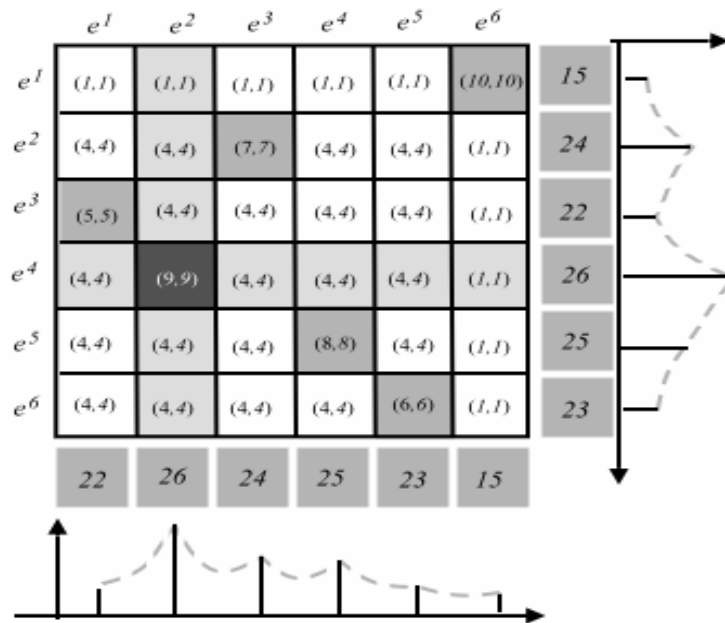 e¹ e² e³ e⁴ e⁵ e⁶
e¹ (1,1) (1,1) (1,1) (1,1) (1,1) (10,10) 15
e² (4,4) (4,4) (7,7) (4,4) (4,4) (1,1) 24
e³ (5,5) (4,4) (4,4) (4,4) (4,4) (1,1) 22
e⁴ (4,4) (9,9) (4,4) (4,4) (4,4) (1,1) 26
e⁵ (4,4) (4,4) (4,4) (8,8) (4,4) (1,1) 25
e⁶ (4,4) (4,4) (4,4) (4,4) (6,6) (1,1) 23
22 26 24 25 23 15